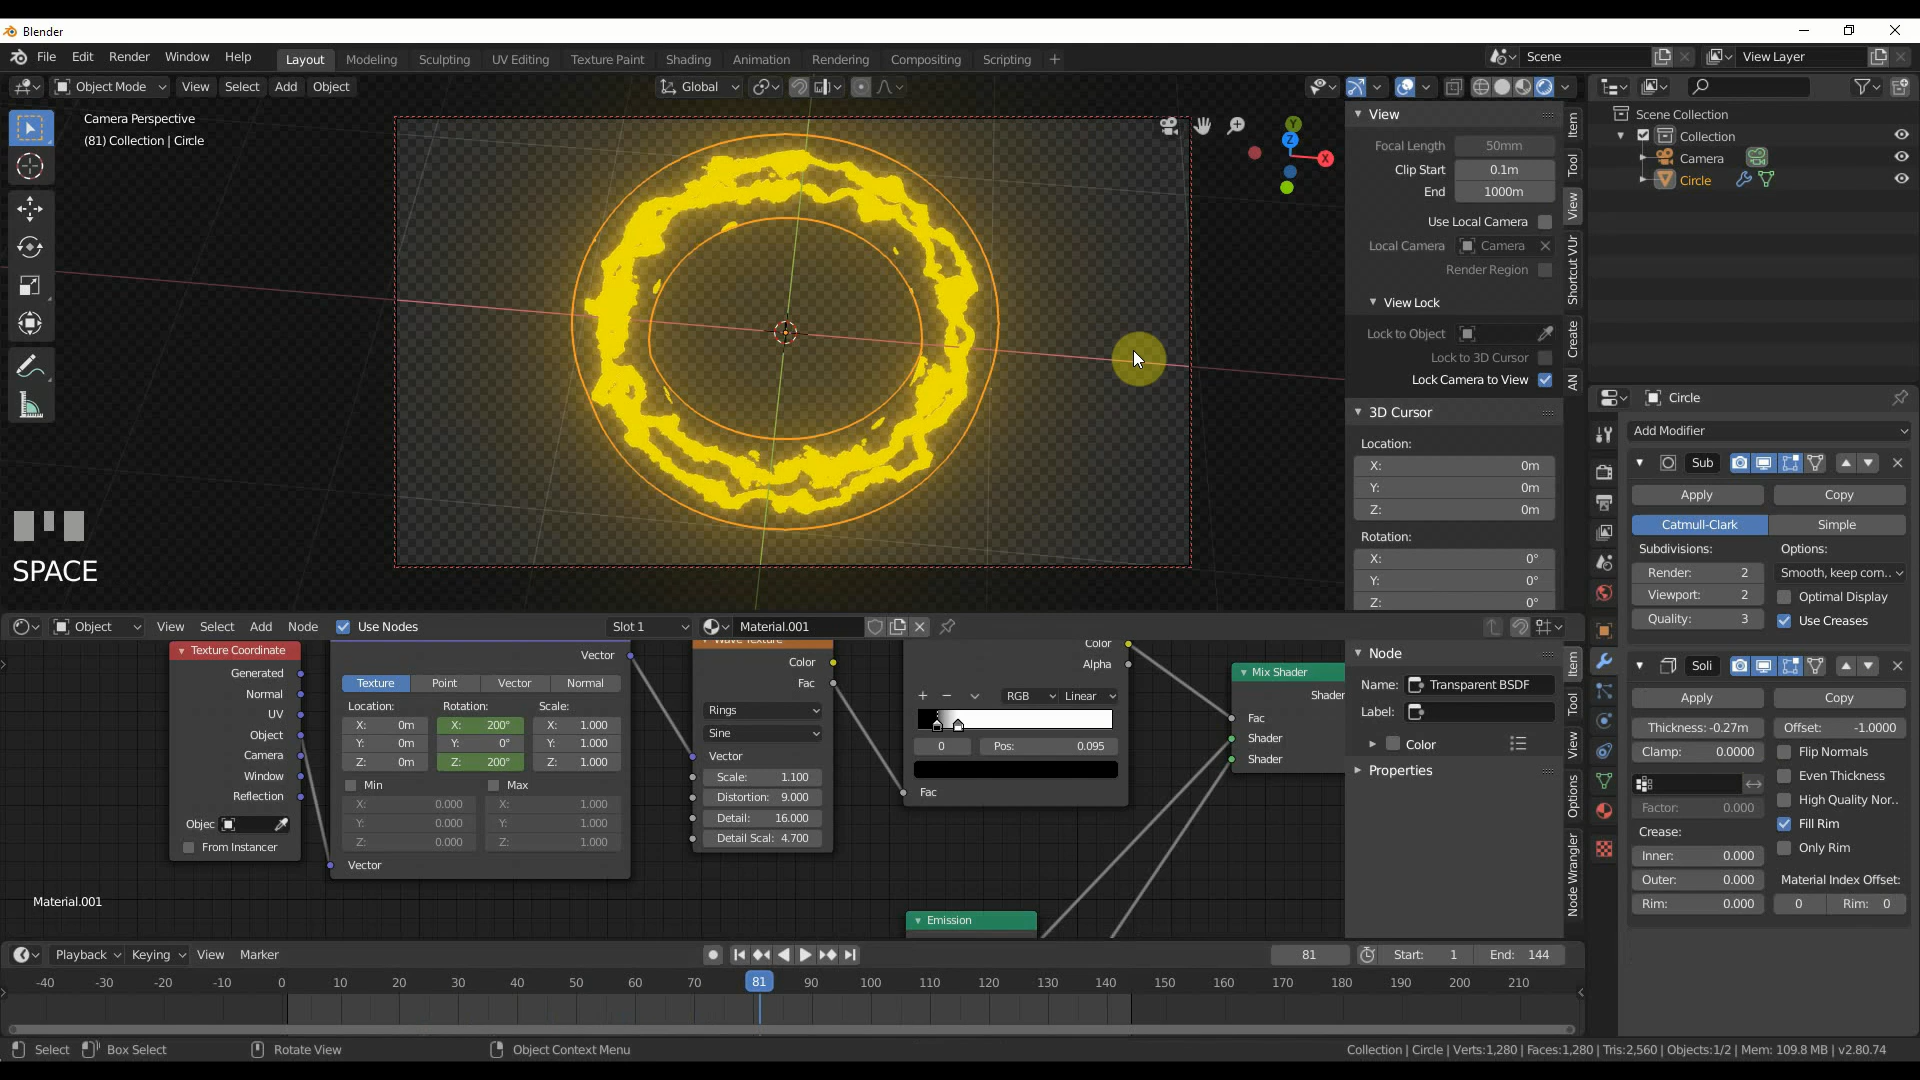 Blender
File Edit Render Window Help
Layout Modeling Sculpting UV Editing Texture Paint Shading Animation Rendering Compositing Scripting +
Scene
View Layer
Object Mode View Select Add Object
Global
Camera Perspective
(81) Collection | Circle
SPACE
Y
Z
X
View
Focal Length 50mm
Clip Start 0.1m
End 1000m
Use Local Camera
Local Camera Camera
Render Region
View Lock
Lock to Object
Lock to 3D Cursor
Lock Camera to View
3D Cursor
Location:
X: 0m
Y: 0m
Z: 0m
Rotation:
X: 0°
Y: 0°
Z: 0°
Item
Tool
View
Shortcut VUr
Create
AN
Scene Collection
Collection
Camera
Circle
Circle
Add Modifier
Sub
Apply Copy
Catmull-Clark Simple
Subdivisions: Options:
Render: 2 Smooth, keep corn..
Viewport: 2 Optimal Display
Quality: 3 Use Creases
Soli
Apply Copy
Thickness: -0.27m Offset: -1.0000
Clamp: 0.0000 Flip Normals
Even Thickness
High Quality Nor..
Factor: 0.000 Fill Rim
Crease: Only Rim
Inner: 0.000
Outer: 0.000 Material Index Offset:
Rim: 0.000 0 Rim: 0
Object View Select Add Node Use Nodes Slot 1 Material.001
Texture Coordinate
Generated
Normal
UV
Object
Camera
Window
Reflection
Objec
From Instancer
Vector
Texture Point Vector Normal
Location: Rotation: Scale:
X: 0m X: 200° X: 1.000
Y: 0m Y: 0° Y: 1.000
Z: 0m Z: 200° Z: 1.000
Min Max
X: 0.000 X: 1.000
Y: 0.000 Y: 1.000
Z: 0.000 Z: 1.000
Vector
Wave Texture
Color
Fac
Rings
Sine
Vector
Scale: 1.100
Distortion: 9.000
Detail: 16.000
Detail Scal: 4.700
Color
Alpha
+ − RGB Linear
0 Pos: 0.095
Fac
Mix Shader
Shader
Fac
Shader
Shader
Emission
Node
Name: Transparent BSDF
Label:
Color
Properties
Item
Tool
View
Options
Node Wrangler
Material.001
Playback Keying View Marker
81 Start: 1 End: 144
-40 -30 -20 -10 0 10 20 30 40 50 60 70 81 90 100 110 120 130 140 150 160 170 180 190 200 210
Select Box Select Rotate View Object Context Menu
Collection | Circle | Verts:1,280 | Faces:1,280 | Tris:2,560 | Objects:1/2 | Mem: 109.8 MB | v2.80.74